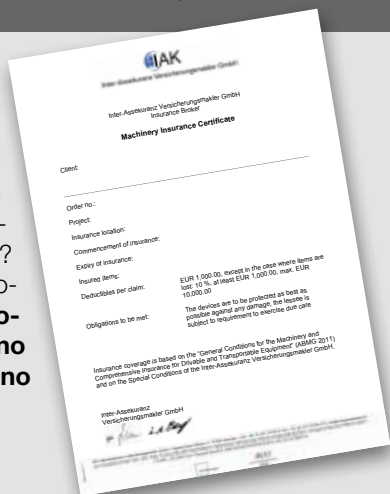 IAK
Inter-Assekuranz Versicherungsmakler GmbH
Inter-Assekuranz Versicherungsmakler GmbH
Insurance Broker
Machinery Insurance Certificate
Client:
Order no.:
Project:
Insurance location:
Commencement of insurance:
Expiry of insurance:
Insured items:
Deductibles per claim:
EUR 1,000.00, except in the case where items are
lost: 10 %, at least EUR 1,000.00, max. EUR
10,000.00
Obligations to be met:
The devices are to be protected as best as
possible against any damage, the lessee is
subject to requirement to exercise due care
Insurance coverage is based on the "General Conditions for the Machinery and
Comprehensive Insurance for Drivable and Transportable Equipment" (ABMG 2011)
and on the Special Conditions of the Inter-Assekuranz Versicherungsmakler GmbH.
Inter-Assekuranz
Versicherungsmakler GmbH
-
?
o-
o-
no
no